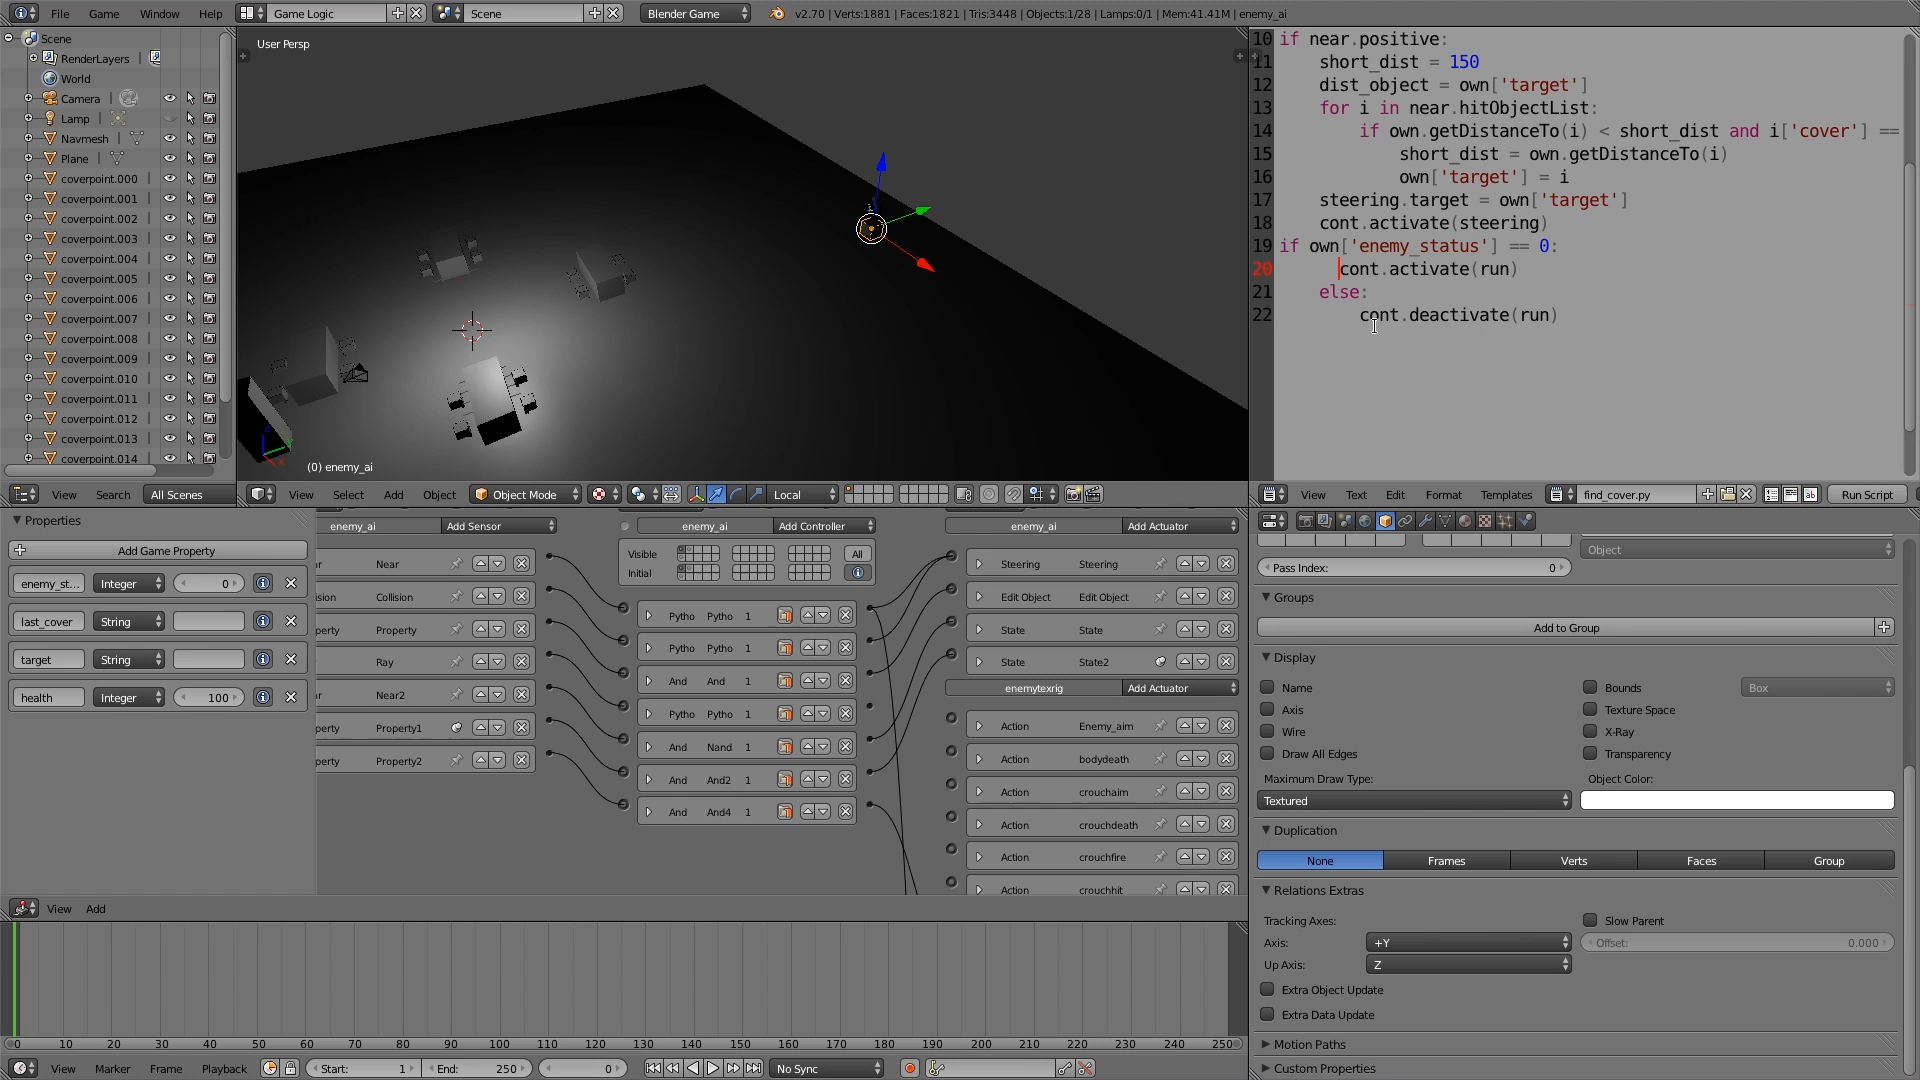 File Render Window Help Game Logic Scene Blender Game v2.70 | Verts:1881 | Faces:1821 | Tris:3448 | Objects:1/28 | Lamps:0/1 | Mem:41.41M | enemy_ai
Scene
RenderLayers |
World
Camera |
Lamp |
Navmesh |
Plane |
coverpoint.000 |
coverpoint.001 |
coverpoint.002 |
coverpoint.003 |
coverpoint.004 |
coverpoint.005 |
coverpoint.006 |
coverpoint.007 |
coverpoint.008 |
coverpoint.009 |
coverpoint.010 |
coverpoint.011 |
coverpoint.012 |
coverpoint.013 |
coverpoint.014 |
View Search All Scenes
User Persp
(0) enemy_ai
View Select Add Object Object Mode Local
10 if near.positive:
11 short_dist = 150
12 dist_object = own['target']
13 for i in near.hitObjectList:
14 if own.getDistanceTo(i) < short_dist and i['cover'] ==
15 short_dist = own.getDistanceTo(i)
16 own['target'] = i
17 steering.target = own['target']
18 cont.activate(steering)
19 if own['enemy_status'] == 0:
20 cont.activate(run)
21 else:
22 cont.deactivate(run)
View Text Edit Format Templates find_cover.py Run Script
Properties
Add Game Property
enemy_st... Integer 0
last_cover String
target String
health Integer 100
enemy_ai Add Sensor
r Near
ision Collision
perty Property
Ray
r Near2
perty Property1
perty Property2
enemy_ai Add Controller
Visible All
Initial
Pytho Pytho 1
Pytho Pytho 1
And And 1
Pytho Pytho 1
And Nand 1
And And2 1
And And4 1
enemy_ai Add Actuator
Steering Steering
Edit Object Edit Object
State State
State State2
enemytexrig Add Actuator
Action Enemy_aim
Action bodydeath
Action crouchaim
Action crouchdeath
Action crouchfire
Action crouchhit
View Add
0 10 20 30 40 50 60 70 80 90 100 110 120 130 140 150 160 170 180 190 200 210 220 230 240 250
View Marker Frame Playback Start: 1 End: 250 0 No Sync
Object
Pass Index: 0
Groups
Add to Group
Display
Name Bounds Box
Axis Texture Space
Wire X-Ray
Draw All Edges Transparency
Maximum Draw Type: Object Color:
Textured
Duplication
None Frames Verts Faces Group
Relations Extras
Tracking Axes: Slow Parent
Axis: +Y Offset: 0.000
Up Axis: Z
Extra Object Update
Extra Data Update
Motion Paths
Custom Properties